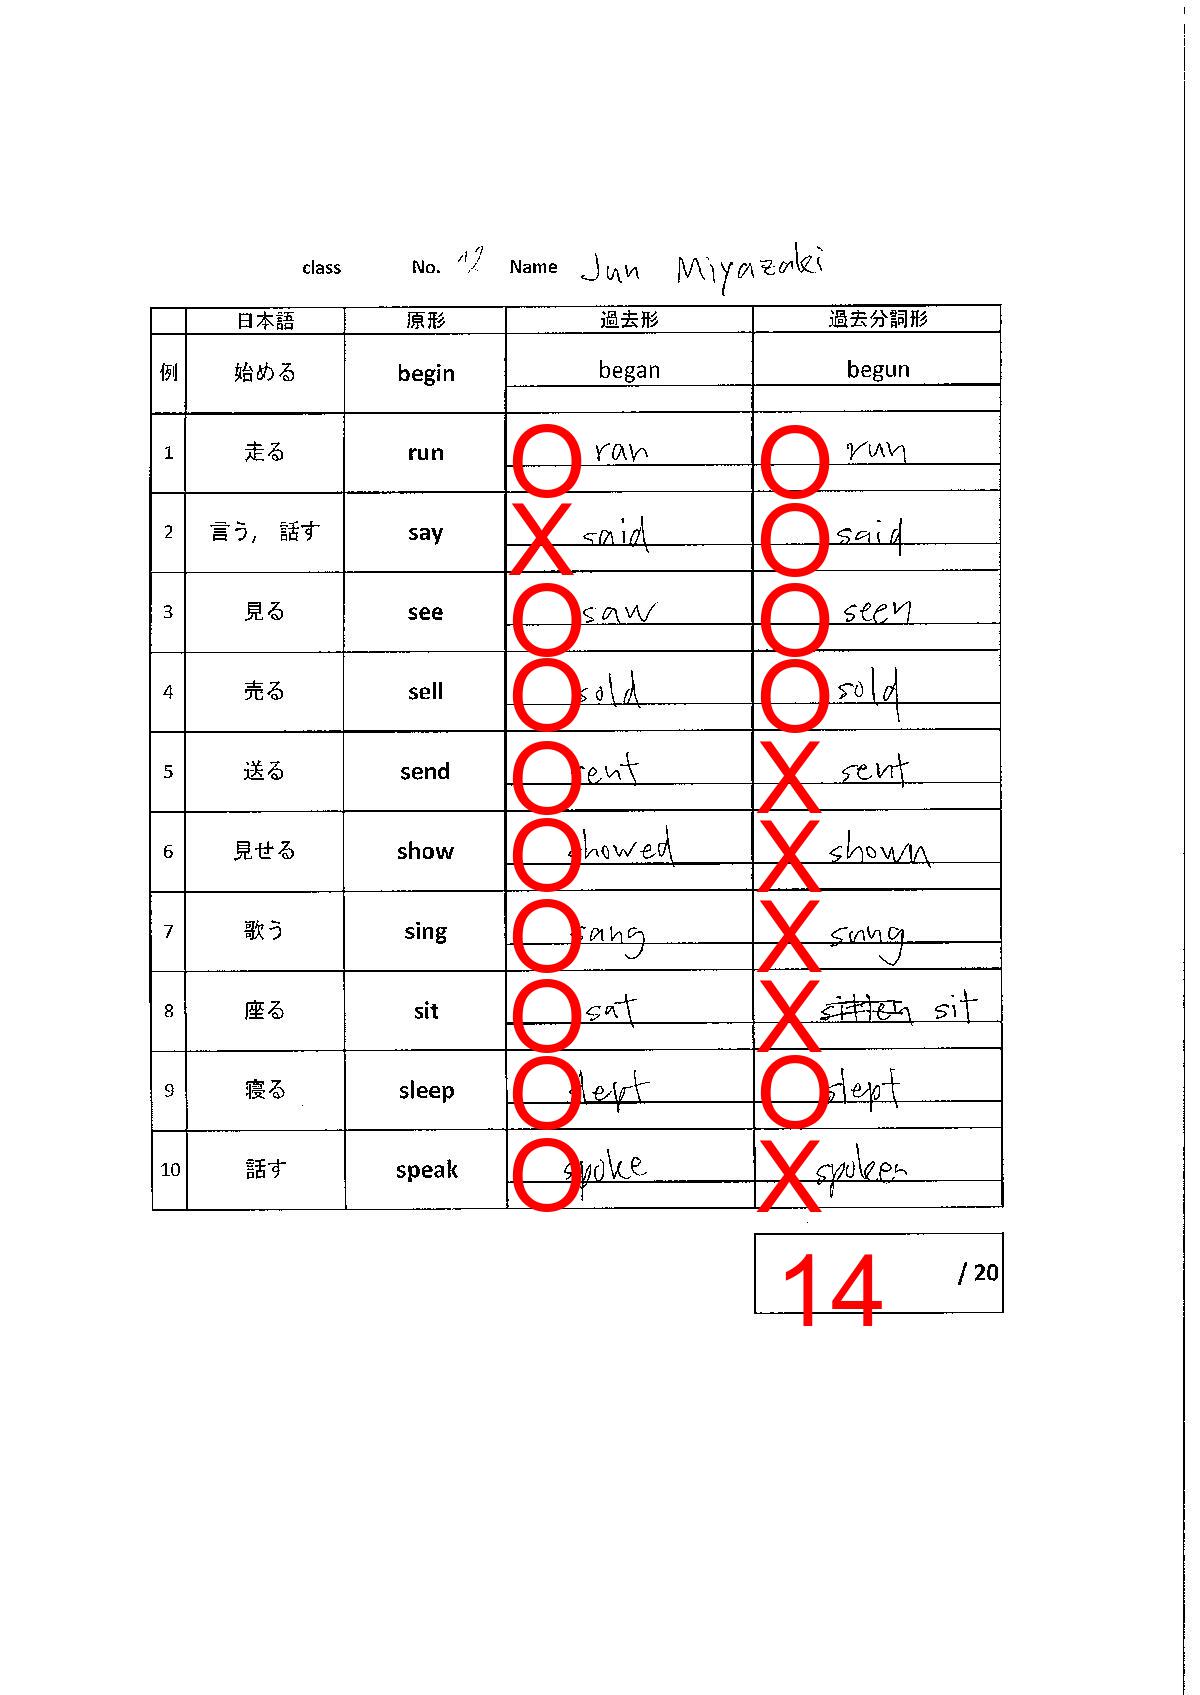 class No. 12 Name Jun Miyazaki
日本語 原形 過去形 過去分詞形
例 始める begin began begun
1 走る run O ran O run
2 言う, 話す say X said O said
3 見る see O saw O seen
4 売る sell O sold O sold
5 送る send O sent X sent
6 見せる show O showed X shown
7 歌う sing O sang X sung
8 座る sit O sat X sitten sit
9 寝る sleep O slept O slept
10 話す speak O spoke X spoken
14 / 20